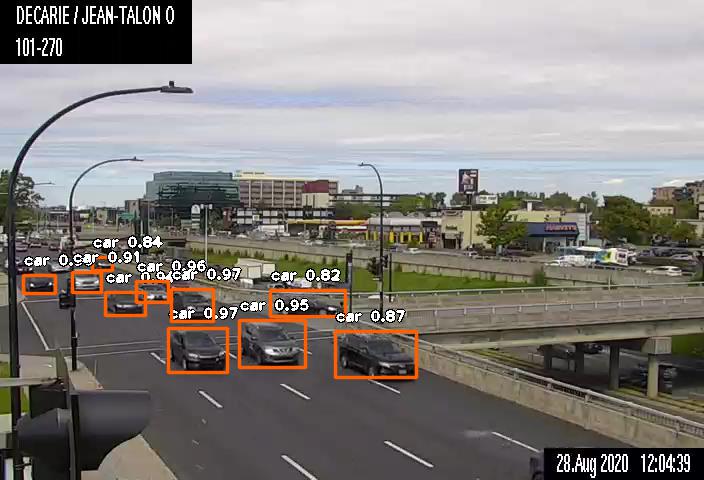 DECARIE / JEAN-TALON O
101-270
car 0.84
car 0.91
car 0.96
car 0.97
car 0.82
car 0.95
car 0.97
car 0.87
HARVEY'S
28.Aug 2020 12:04:39